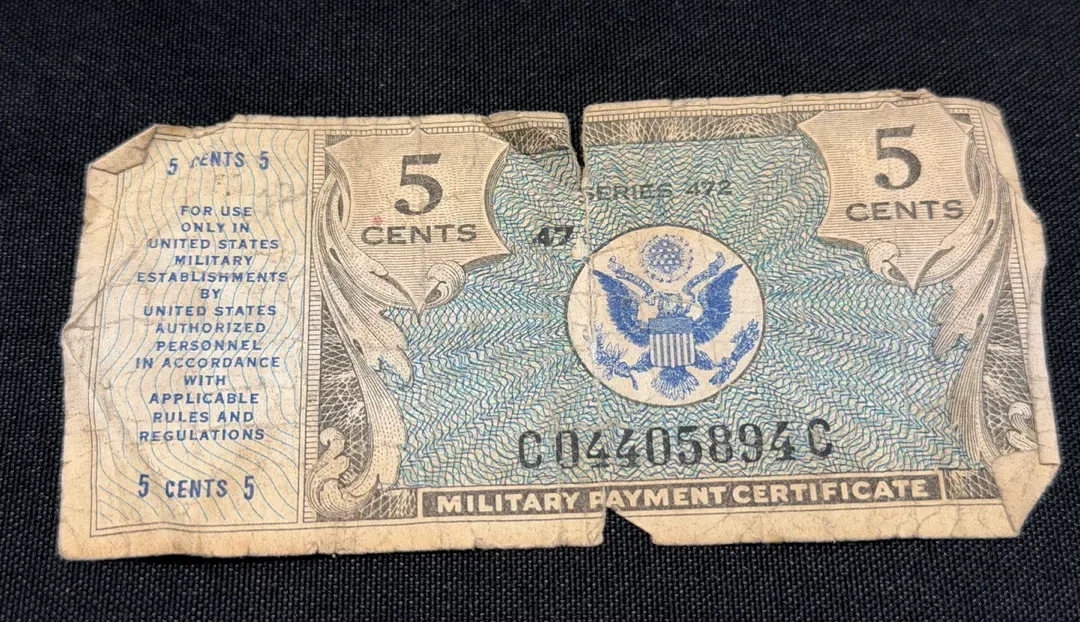 5 CENTS 5
FOR USE
ONLY IN
UNITED STATES
MILITARY
ESTABLISHMENTS
BY
UNITED STATES
AUTHORIZED
PERSONNEL
IN ACCORDANCE
WITH
APPLICABLE
RULES AND
REGULATIONS
5 CENTS 5
5
CENTS
SERIES 472
47
5
CENTS
C04405894C
MILITARY PAYMENT CERTIFICATE